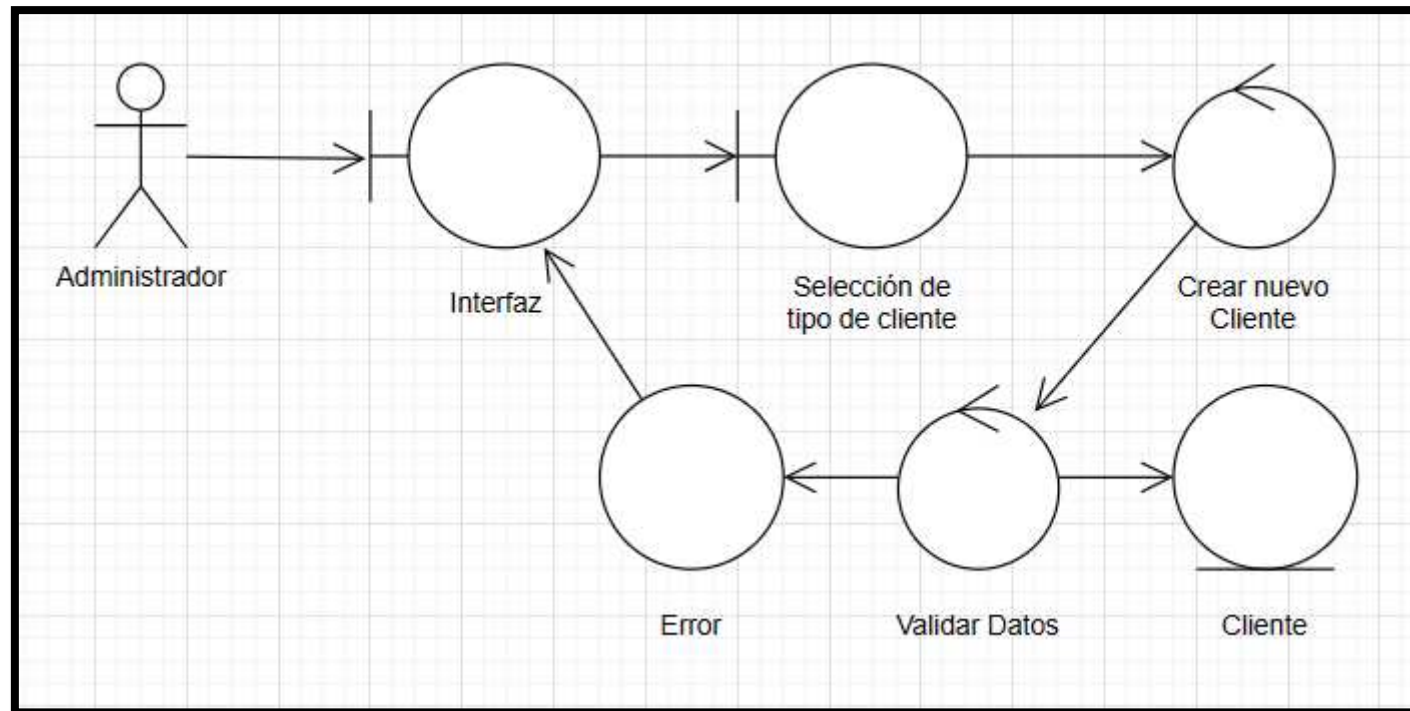 Administrador
Interfaz
Selección de
tipo de cliente
Crear nuevo
Cliente
Error
Validar Datos
Cliente